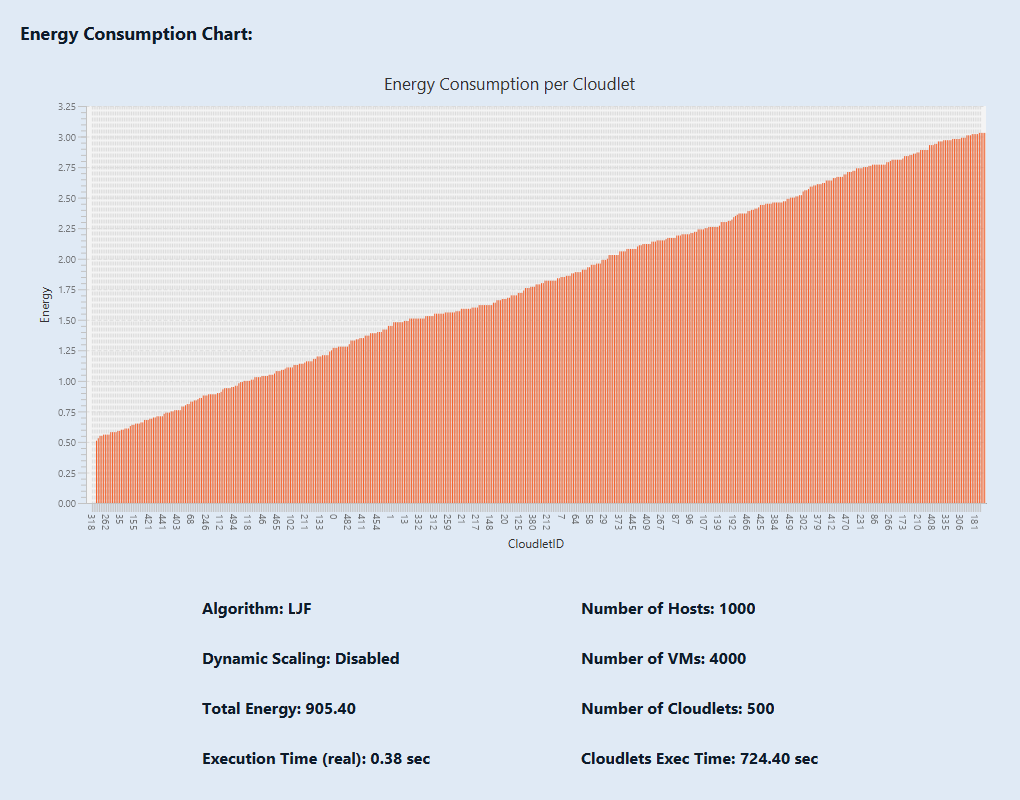 Energy Consumption Chart:
Energy Consumption per Cloudlet
3.25
3.00
2.75
2.50
2.25
2.00
1.75
1.50
1.25
1.00
0.75
0.50
0.25
0.00
Energy
318 262 35 155 421 441 403 68 246 112 494 118 46 465 102 211 133 0 482 411 454 1 13 332 312 259 21 217 148 20 125 380 212 7 64 58 29 373 445 409 267 87 96 107 139 192 466 425 384 459 302 379 412 470 231 86 266 173 210 408 335 306 181
CloudletID
Algorithm: LJF
Number of Hosts: 1000
Dynamic Scaling: Disabled
Number of VMs: 4000
Total Energy: 905.40
Number of Cloudlets: 500
Execution Time (real): 0.38 sec
Cloudlets Exec Time: 724.40 sec